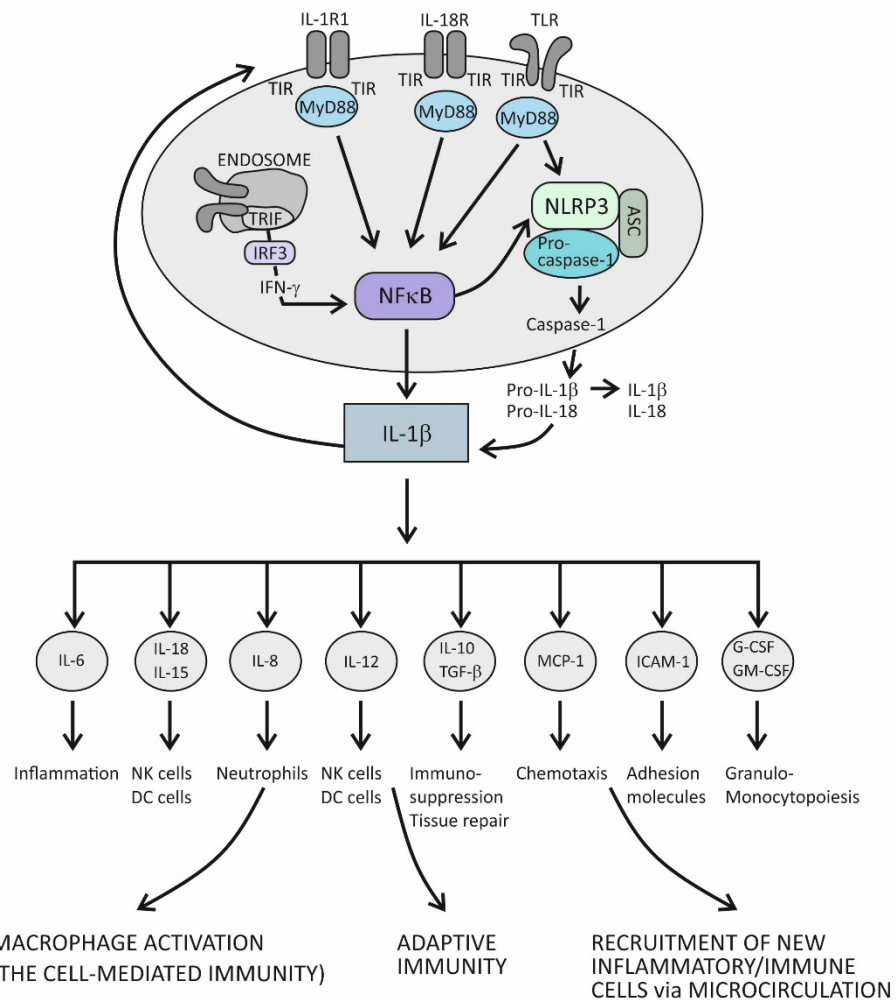 IL-1R1
IL-18R
TLR
TIR
TIR
TIR
TIR
TIR
MyD88
MyD88
MyD88
ENDOSOME
TRIF
IRF3
IFN-γ
NFκB
NLRP3
ASC
Pro-
caspase-1
Caspase-1
Pro-IL-1β
Pro-IL-18
IL-1β
IL-18
IL-1β
IL-6
IL-18
IL-15
IL-8
IL-12
IL-10
TGF-β
MCP-1
ICAM-1
G-CSF
GM-CSF
Inflammation
NK cells
DC cells
Neutrophils
NK cells
DC cells
Immuno-
suppression
Tissue repair
Chemotaxis
Adhesion
molecules
Granulo-
Monocytopoiesis
MACROPHAGE ACTIVATION
(THE CELL-MEDIATED IMMUNITY)
ADAPTIVE
IMMUNITY
RECRUITMENT OF NEW
INFLAMMATORY/IMMUNE
CELLS via MICROCIRCULATION